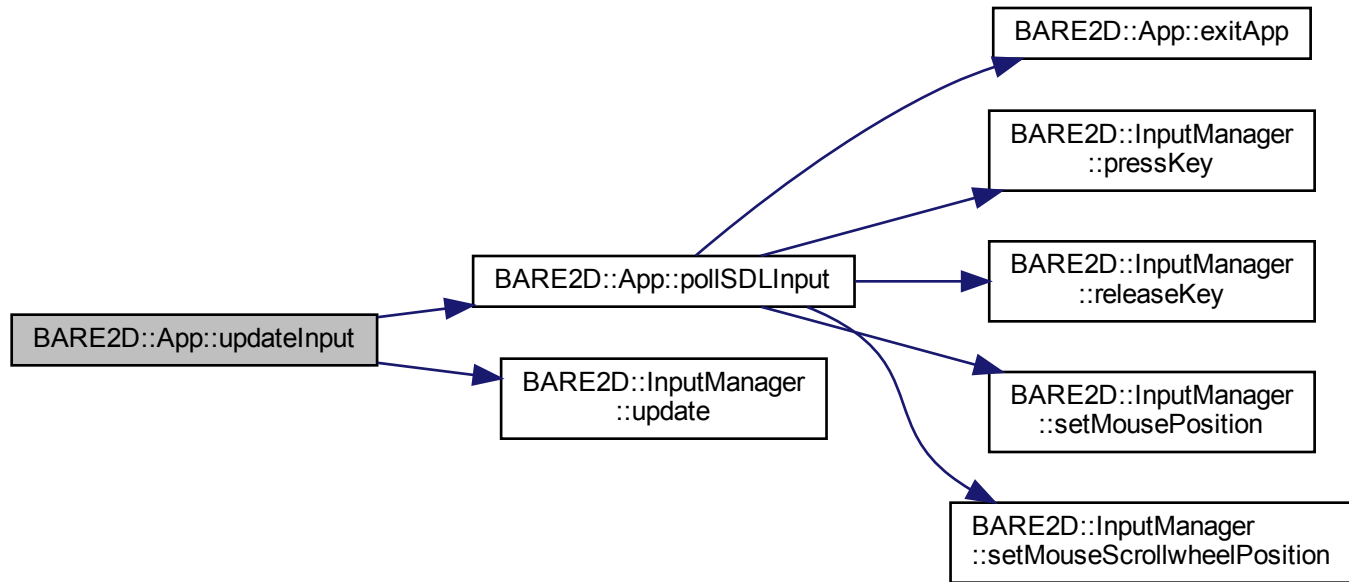 BARE2D::App::exitApp
BARE2D::InputManager
::pressKey
BARE2D::App::pollSDLInput
BARE2D::InputManager
::releaseKey
BARE2D::App::updateInput
BARE2D::InputManager
::update
BARE2D::InputManager
::setMousePosition
BARE2D::InputManager
::setMouseScrollwheelPosition